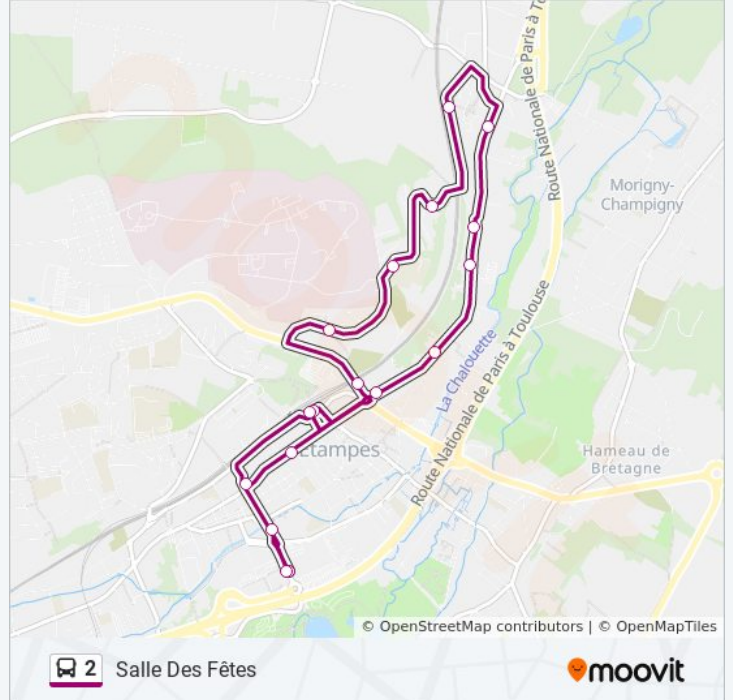 Route Nationale de Paris à To
Morigny-
Champigny
Route Nationale de Paris à Toulouse
La Chalouette
Étampes
Hameau de
Bretagne
© OpenStreetMap contributors | © OpenMapTiles
2 Salle Des Fêtes
moovit